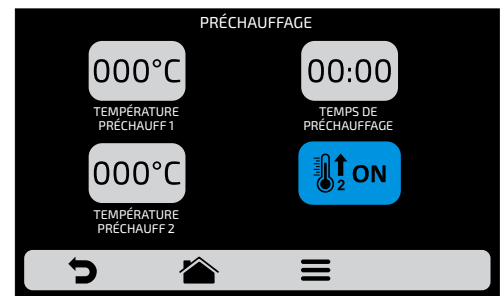 PRÉCHAUFFAGE
000°C
00:00
TEMPÉRATURE
PRÉCHAUFF 1
TEMPS DE
PRÉCHAUFFAGE
000°C
2 ON
TEMPÉRATURE
PRÉCHAUFF 2